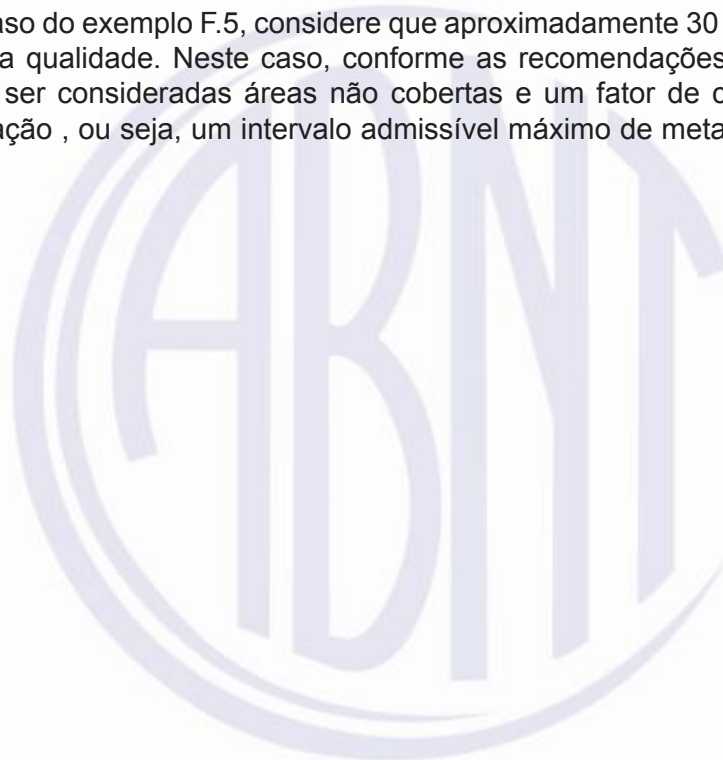 aso do exemplo F.5, considere que aproximadamente 30
a qualidade. Neste caso, conforme as recomendações
ser consideradas áreas não cobertas e um fator de
ação , ou seja, um intervalo admissível máximo de meta
ABNT